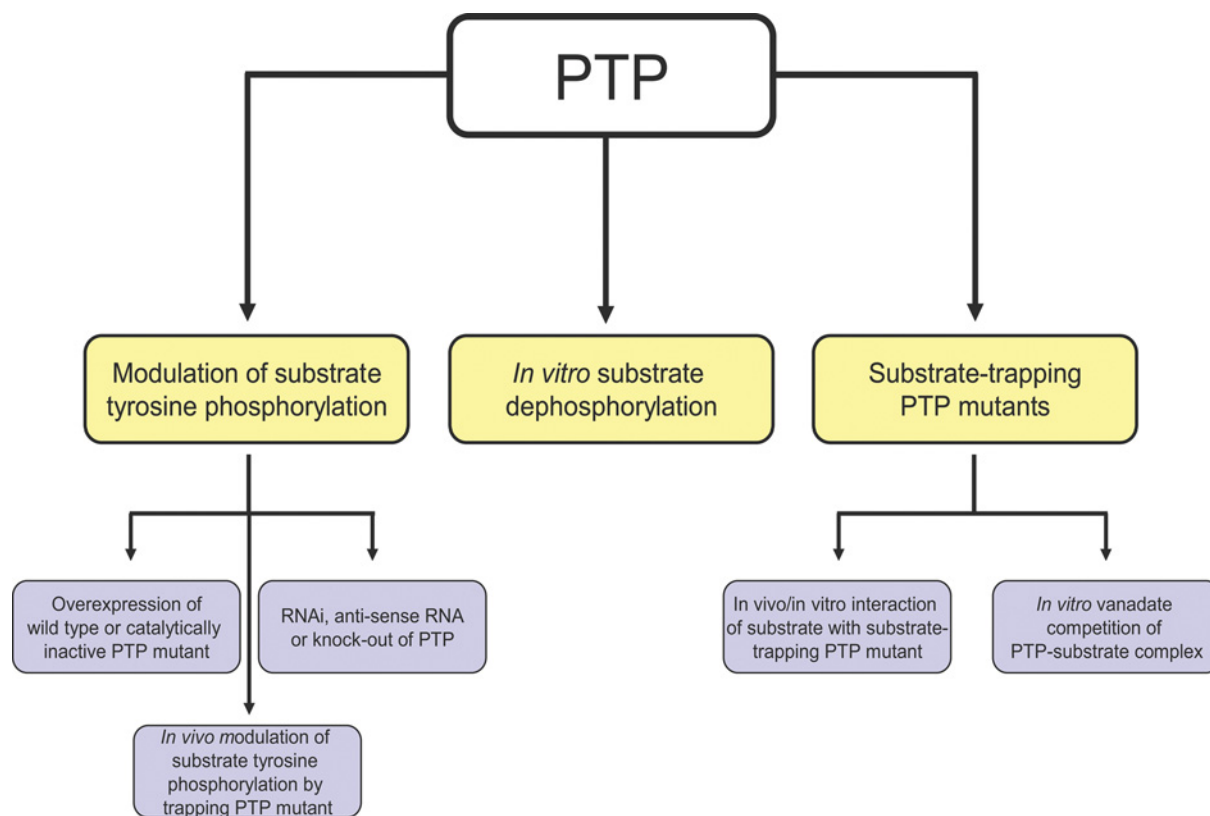 PTP
Modulation of substrate
tyrosine phosphorylation
In vitro substrate
dephosphorylation
Substrate-trapping
PTP mutants
Overexpression of
wild type or catalytically
inactive PTP mutant
RNAi, anti-sense RNA
or knock-out of PTP
In vivo modulation of
substrate tyrosine
phosphorylation by
trapping PTP mutant
In vivo/in vitro interaction
of substrate with substrate-
trapping PTP mutant
In vitro vanadate
competition of
PTP-substrate complex